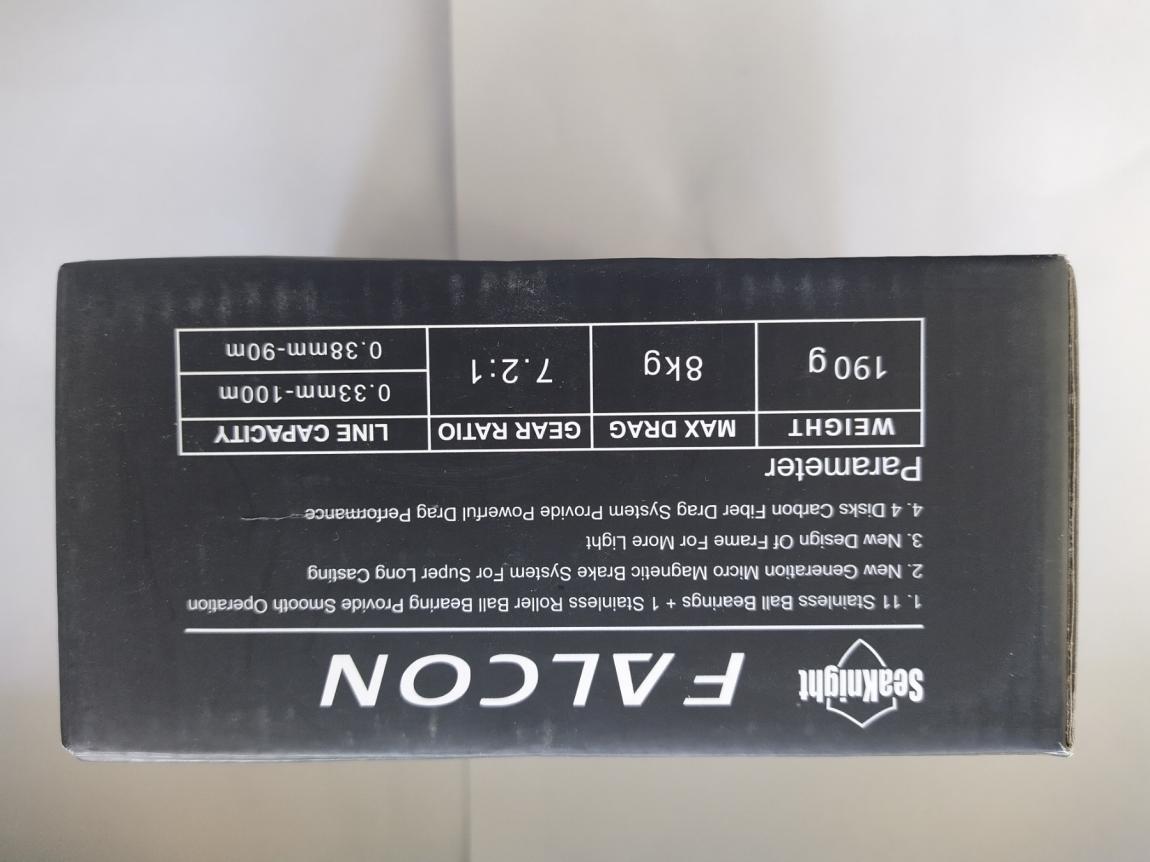 SeaKnight FALCON
1. 11 Stainless Ball Bearings + 1 Stainless Roller Ball Bearing Provide Smooth Operation
2. New Generation Micro Magnetic Brake System For Super Long Casting
3. New Design Of Frame For More Light
4. 4 Disks Carbon Fiber Drag System Provide Powerful Drag Performance
Parameter
WEIGHT MAX DRAG GEAR RATIO LINE CAPACITY
190g 8kg 7.2:1 0.33mm-100m
0.38mm-90m